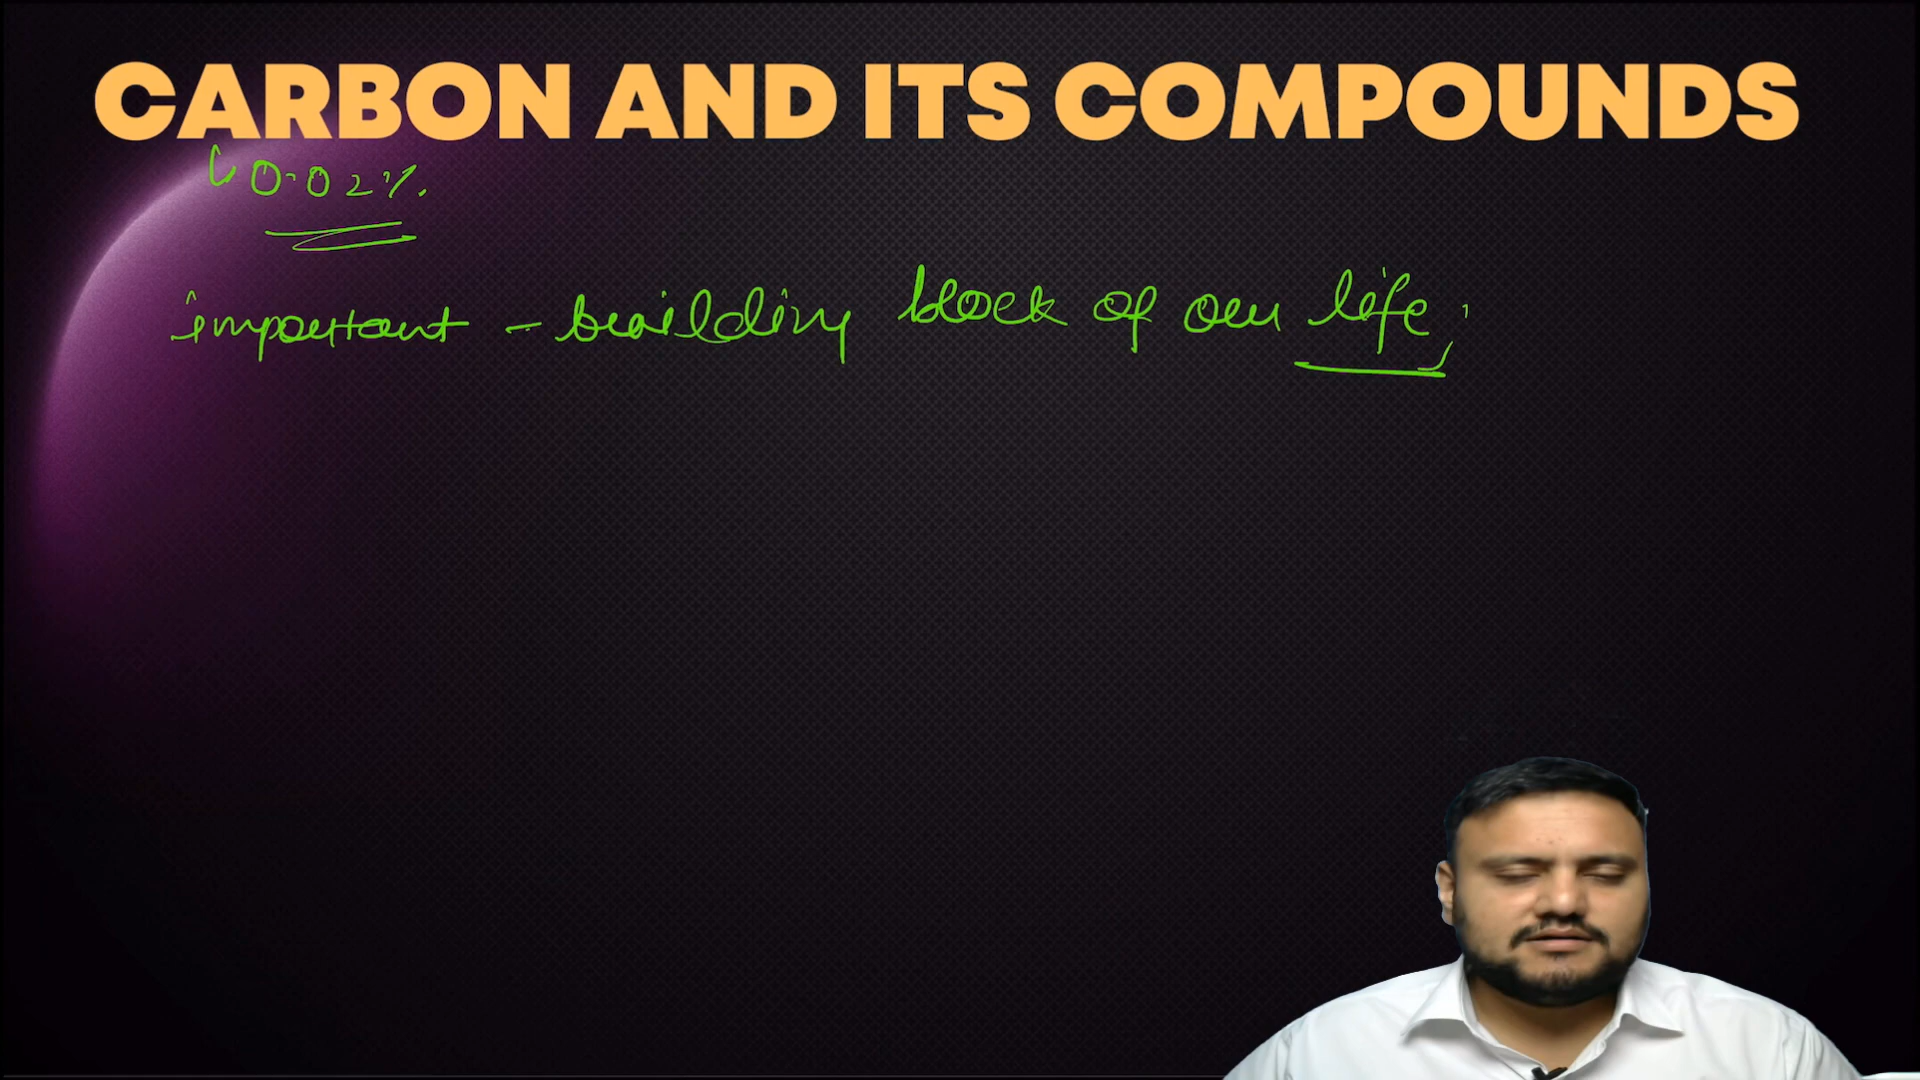 CARBON AND ITS COMPOUNDS
0.02%.
important - building block of our life,